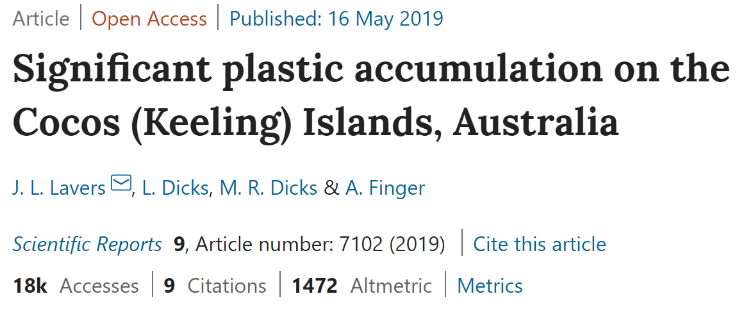 Article | Open Access | Published: 16 May 2019
Significant plastic accumulation on the
Cocos (Keeling) Islands, Australia
J. L. Lavers, L. Dicks, M. R. Dicks & A. Finger
Scientific Reports 9, Article number: 7102 (2019) | Cite this article
18k Accesses | 9 Citations | 1472 Altmetric | Metrics